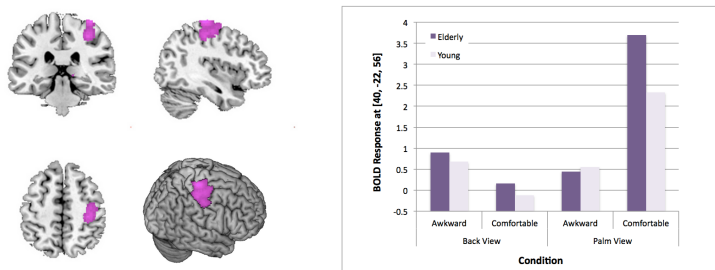 4
3.5
3
2.5
2
1.5
1
0.5
0
-0.5
BOLD Response at [40, -22, 56]
Elderly
Young
Awkward Comfortable Awkward Comfortable
Back View Palm View
Condition